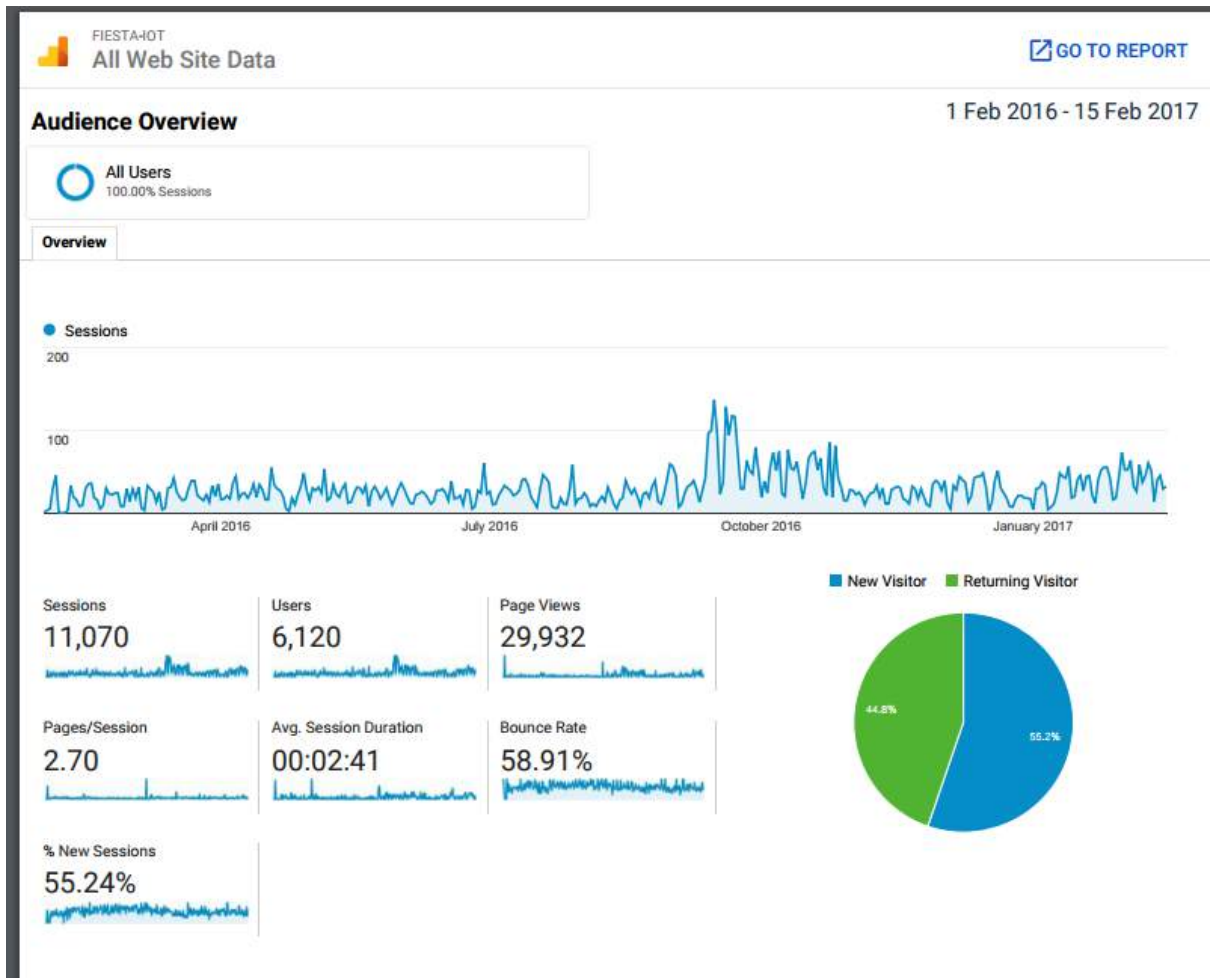 FIESTA-IOT
All Web Site Data
GO TO REPORT
Audience Overview
1 Feb 2016 - 15 Feb 2017
All Users
100.00% Sessions
Overview
Sessions
200
100
April 2016
July 2016
October 2016
January 2017
New Visitor
Returning Visitor
Sessions
11,070
Users
6,120
Page Views
29,932
Pages/Session
2.70
Avg. Session Duration
00:02:41
Bounce Rate
58.91%
% New Sessions
55.24%
44.8%
55.2%